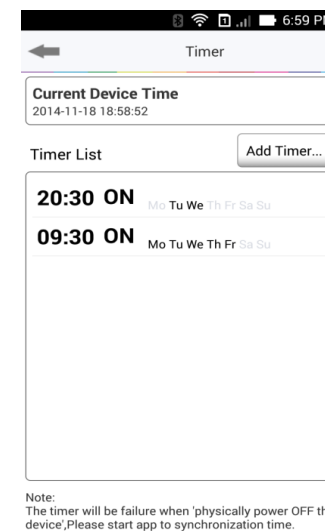 6:59 P
Timer
Current Device Time
2014-11-18 18:58:52
Timer List
Add Timer...
20:30 ON Mo Tu We Th Fr Sa Su
09:30 ON Mo Tu We Th Fr Sa Su
Note:
The timer will be failure when 'physically power OFF th
device',Please start app to synchronization time.